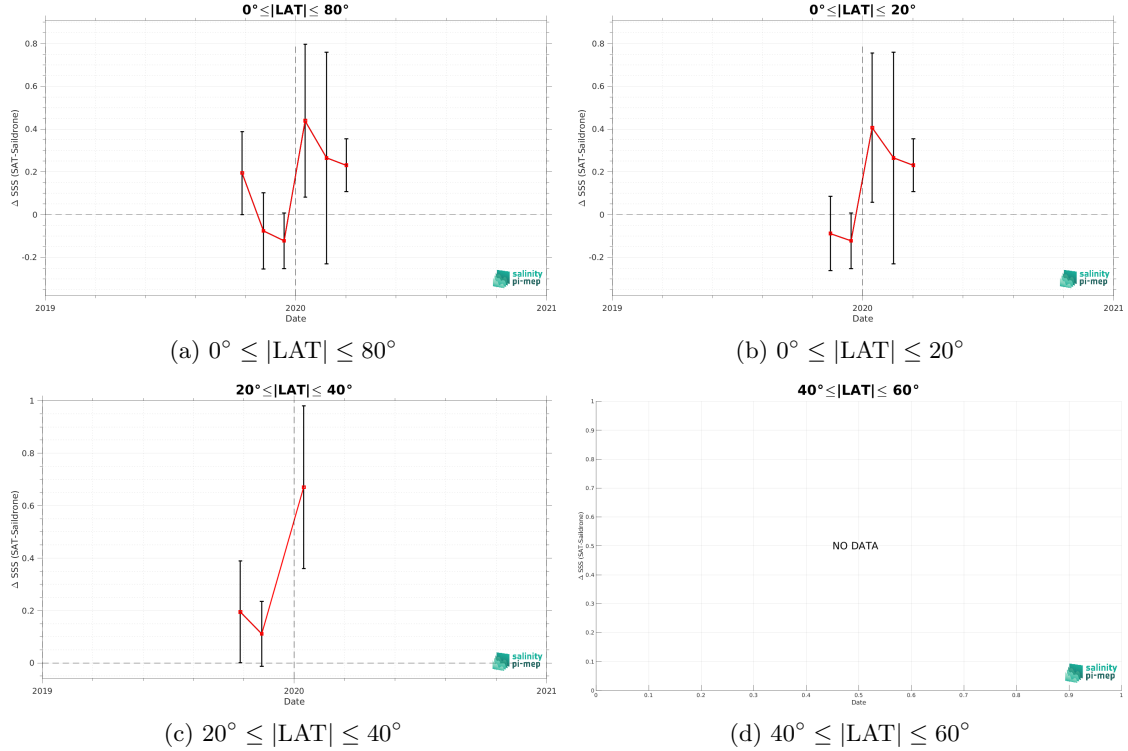 0°≤|LAT|≤ 80°
Δ SSS (SAT-Saildrone)
0.8
0.6
0.4
0.2
0
-0.2
2019
2020
2021
Date
salinity
pi-mep
(a) 0° ≤ |LAT| ≤ 80°
0°≤|LAT|≤ 20°
Δ SSS (SAT-Saildrone)
0.8
0.6
0.4
0.2
0
-0.2
2019
2020
2021
Date
salinity
pi-mep
(b) 0° ≤ |LAT| ≤ 20°
20°≤|LAT|≤ 40°
Δ SSS (SAT-Saildrone)
1
0.8
0.6
0.4
0.2
0
2019
2020
2021
Date
salinity
pi-mep
(c) 20° ≤ |LAT| ≤ 40°
40°≤|LAT|≤ 60°
Δ SSS (SAT-Saildrone)
1
0.9
0.8
0.7
0.6
0.5
0.4
0.3
0.2
0.1
0
NO DATA
0 0.1 0.2 0.3 0.4 0.5 0.6 0.7 0.8 0.9 1
Date
salinity
pi-mep
(d) 40° ≤ |LAT| ≤ 60°